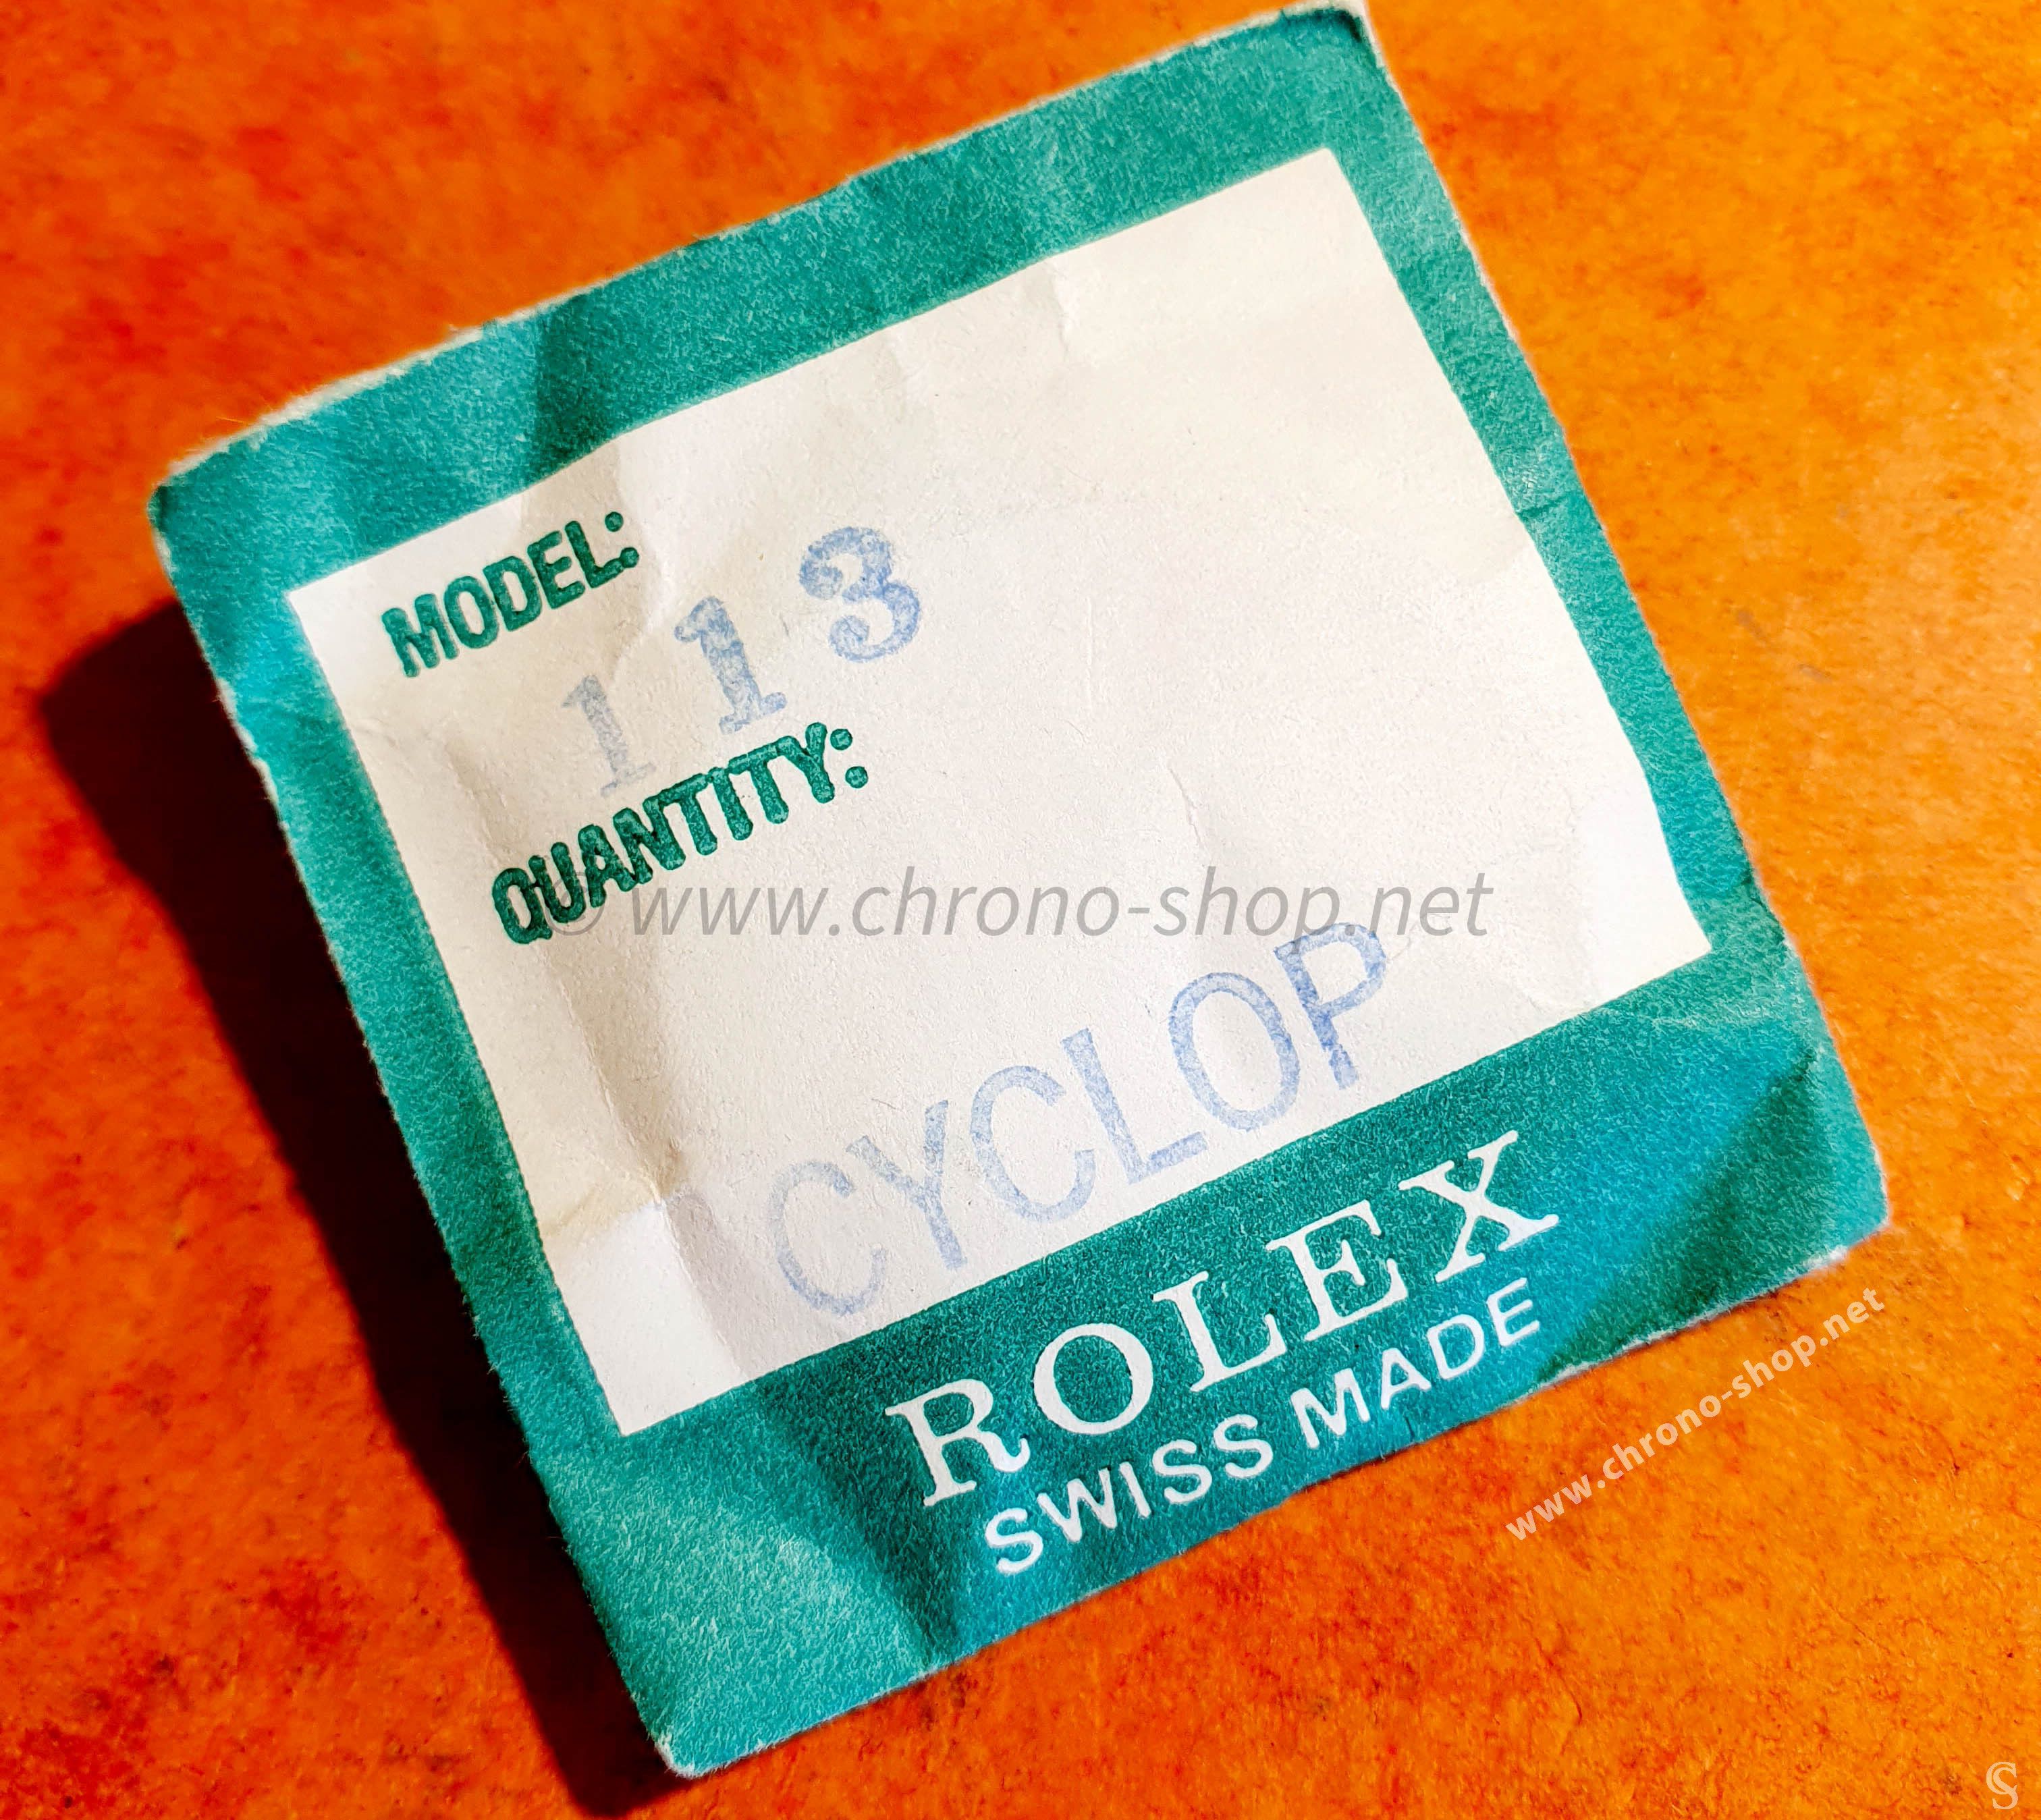 MODEL:
113
QUANTITY:
© www.chrono-shop.net
CYCLOP
ROLEX
SWISS MADE
www.chrono-shop.net